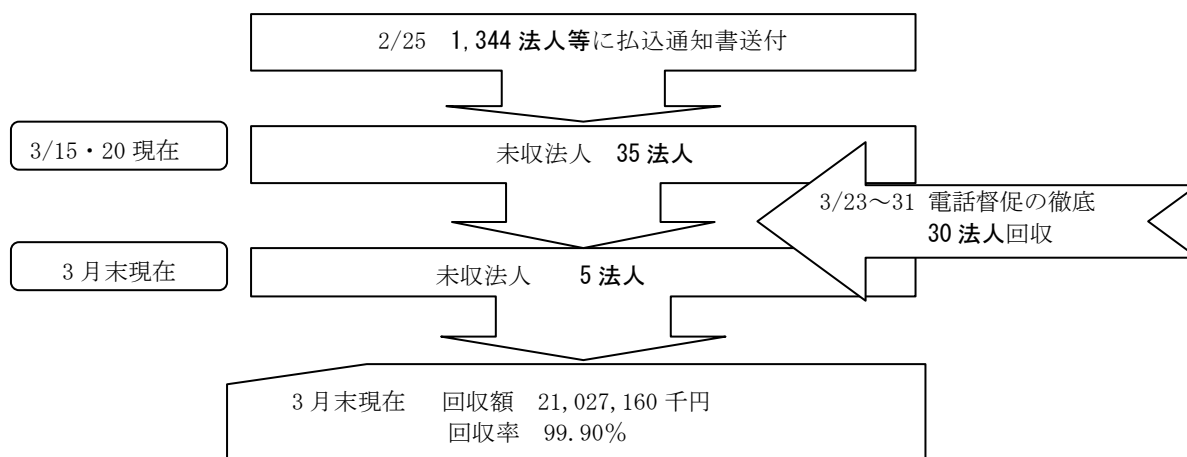 2/25 1,344 法人等に払込通知書送付
3/15・20 現在
未収法人 35 法人
3/23～31 電話督促の徹底
30 法人回収
3 月末現在
未収法人 5 法人
3 月末現在 回収額 21,027,160 千円
回収率 99.90％